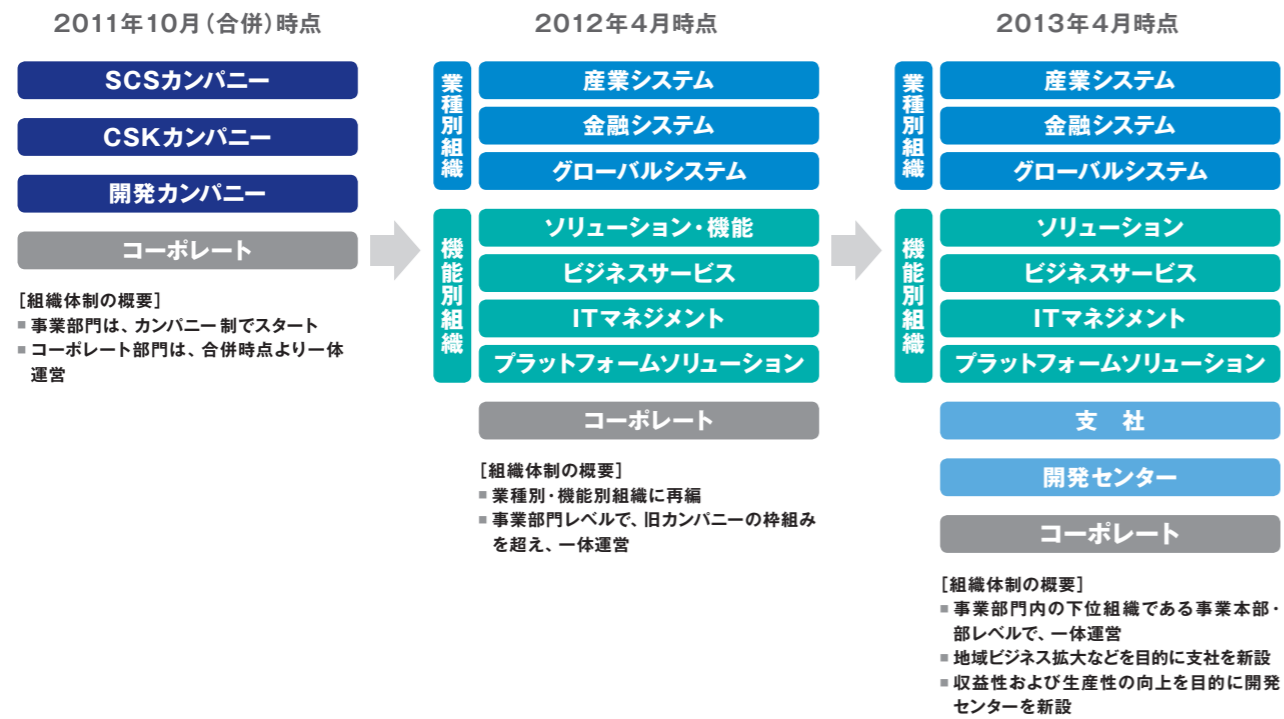 2011年10月（合併）時点
SCSカンパニー
CSKカンパニー
開発カンパニー
コーポレート
［組織体制の概要］
■ 事業部門は、カンパニー制でスタート
■ コーポレート部門は、合併時点より一体
運営
2012年4月時点
業種別組織
産業システム
金融システム
グローバルシステム
機能別組織
ソリューション・機能
ビジネスサービス
ITマネジメント
プラットフォームソリューション
コーポレート
［組織体制の概要］
■ 業種別・機能別組織に再編
■ 事業部門レベルで、旧カンパニーの枠組み
を超え、一体運営
2013年4月時点
業種別組織
産業システム
金融システム
グローバルシステム
機能別組織
ソリューション
ビジネスサービス
ITマネジメント
プラットフォームソリューション
支　社
開発センター
コーポレート
［組織体制の概要］
■ 事業部門内の下位組織である事業本部・
部レベルで、一体運営
■ 地域ビジネス拡大などを目的に支社を新設
■ 収益性および生産性の向上を目的に開発
センターを新設